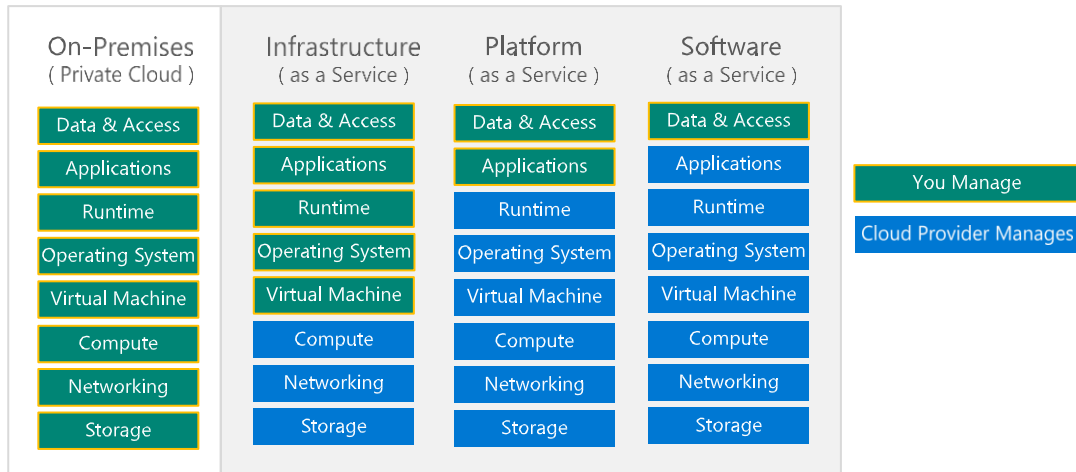 On-Premises
( Private Cloud )
Data & Access
Applications
Runtime
Operating System
Virtual Machine
Compute
Networking
Storage
Infrastructure
( as a Service )
Data & Access
Applications
Runtime
Operating System
Virtual Machine
Compute
Networking
Storage
Platform
( as a Service )
Data & Access
Applications
Runtime
Operating System
Virtual Machine
Compute
Networking
Storage
Software
( as a Service )
Data & Access
Applications
Runtime
Operating System
Virtual Machine
Compute
Networking
Storage
You Manage
Cloud Provider Manages